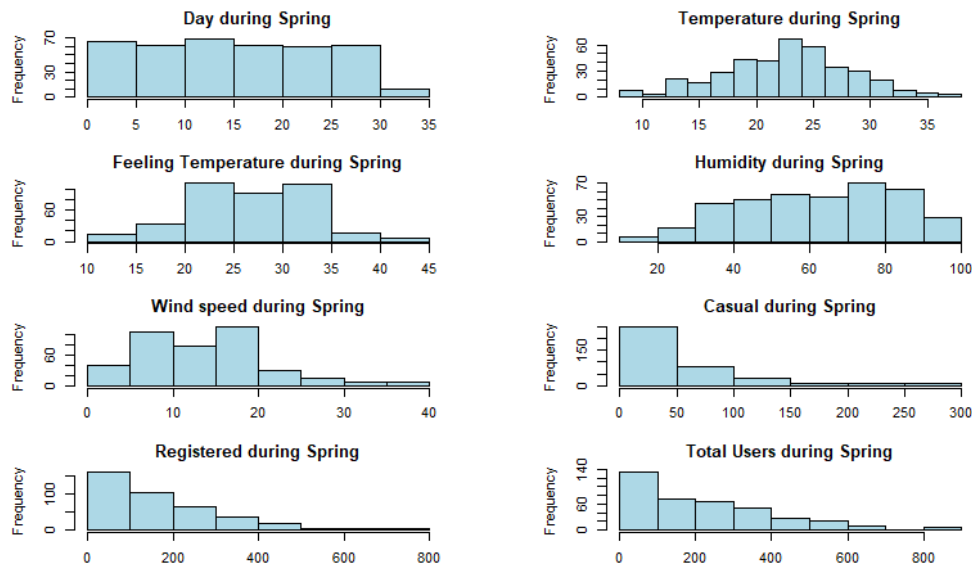 Day during Spring
Frequency
0 30 70
0 5 10 15 20 25 30 35
Temperature during Spring
Frequency
0 30 60
10 15 20 25 30 35
Feeling Temperature during Spring
Frequency
0 60
10 15 20 25 30 35 40 45
Humidity during Spring
Frequency
0 30 70
20 40 60 80 100
Wind speed during Spring
Frequency
0 60
0 10 20 30 40
Casual during Spring
Frequency
0 150
0 50 100 150 200 250 300
Registered during Spring
Frequency
0 100
0 200 400 600 800
Total Users during Spring
Frequency
0 60 140
0 200 400 600 800